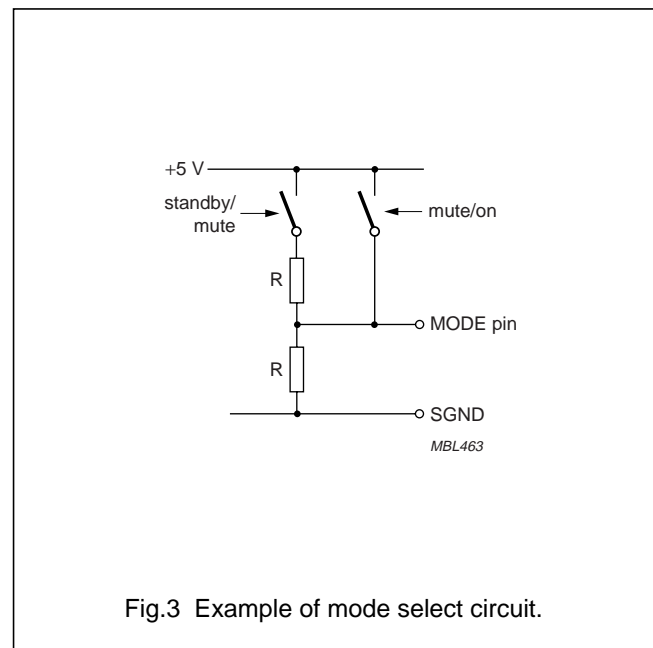 +5 V
standby/
mute
mute/on
R
MODE pin
R
SGND
MBL463
Fig.3 Example of mode select circuit.